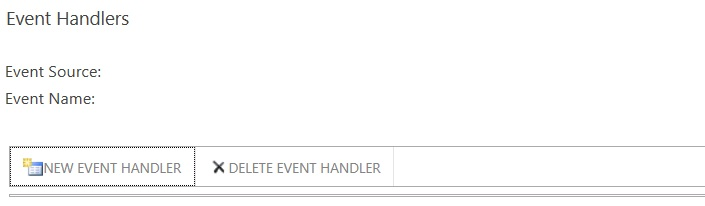 Event Handlers
Event Source:
Event Name:
NEW EVENT HANDLER DELETE EVENT HANDLER